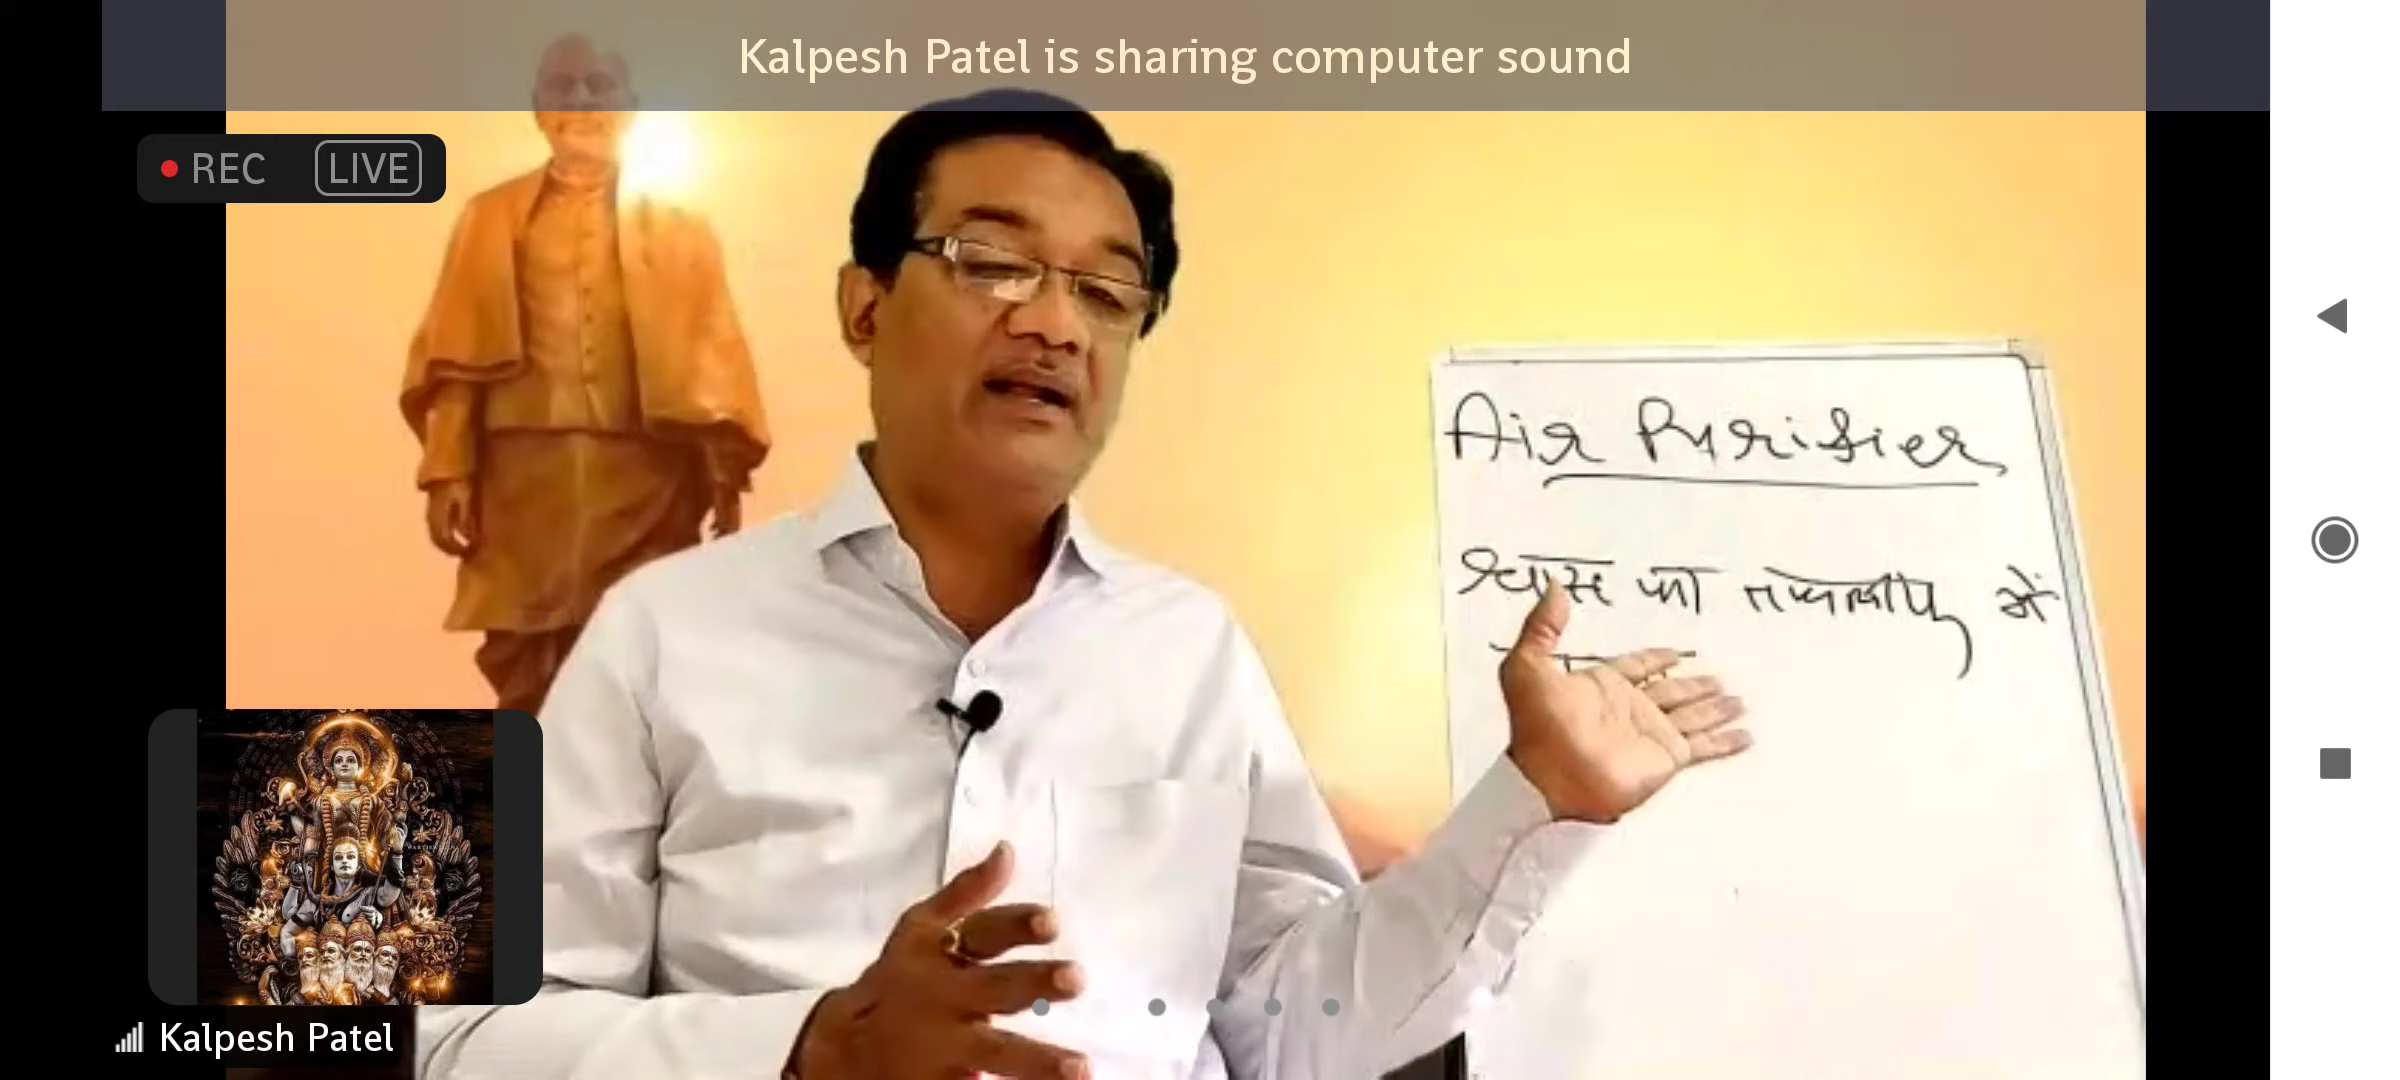 Kalpesh Patel is sharing computer sound
REC LIVE
Air Purifier
श्वास की तकलीफ में
Kalpesh Patel